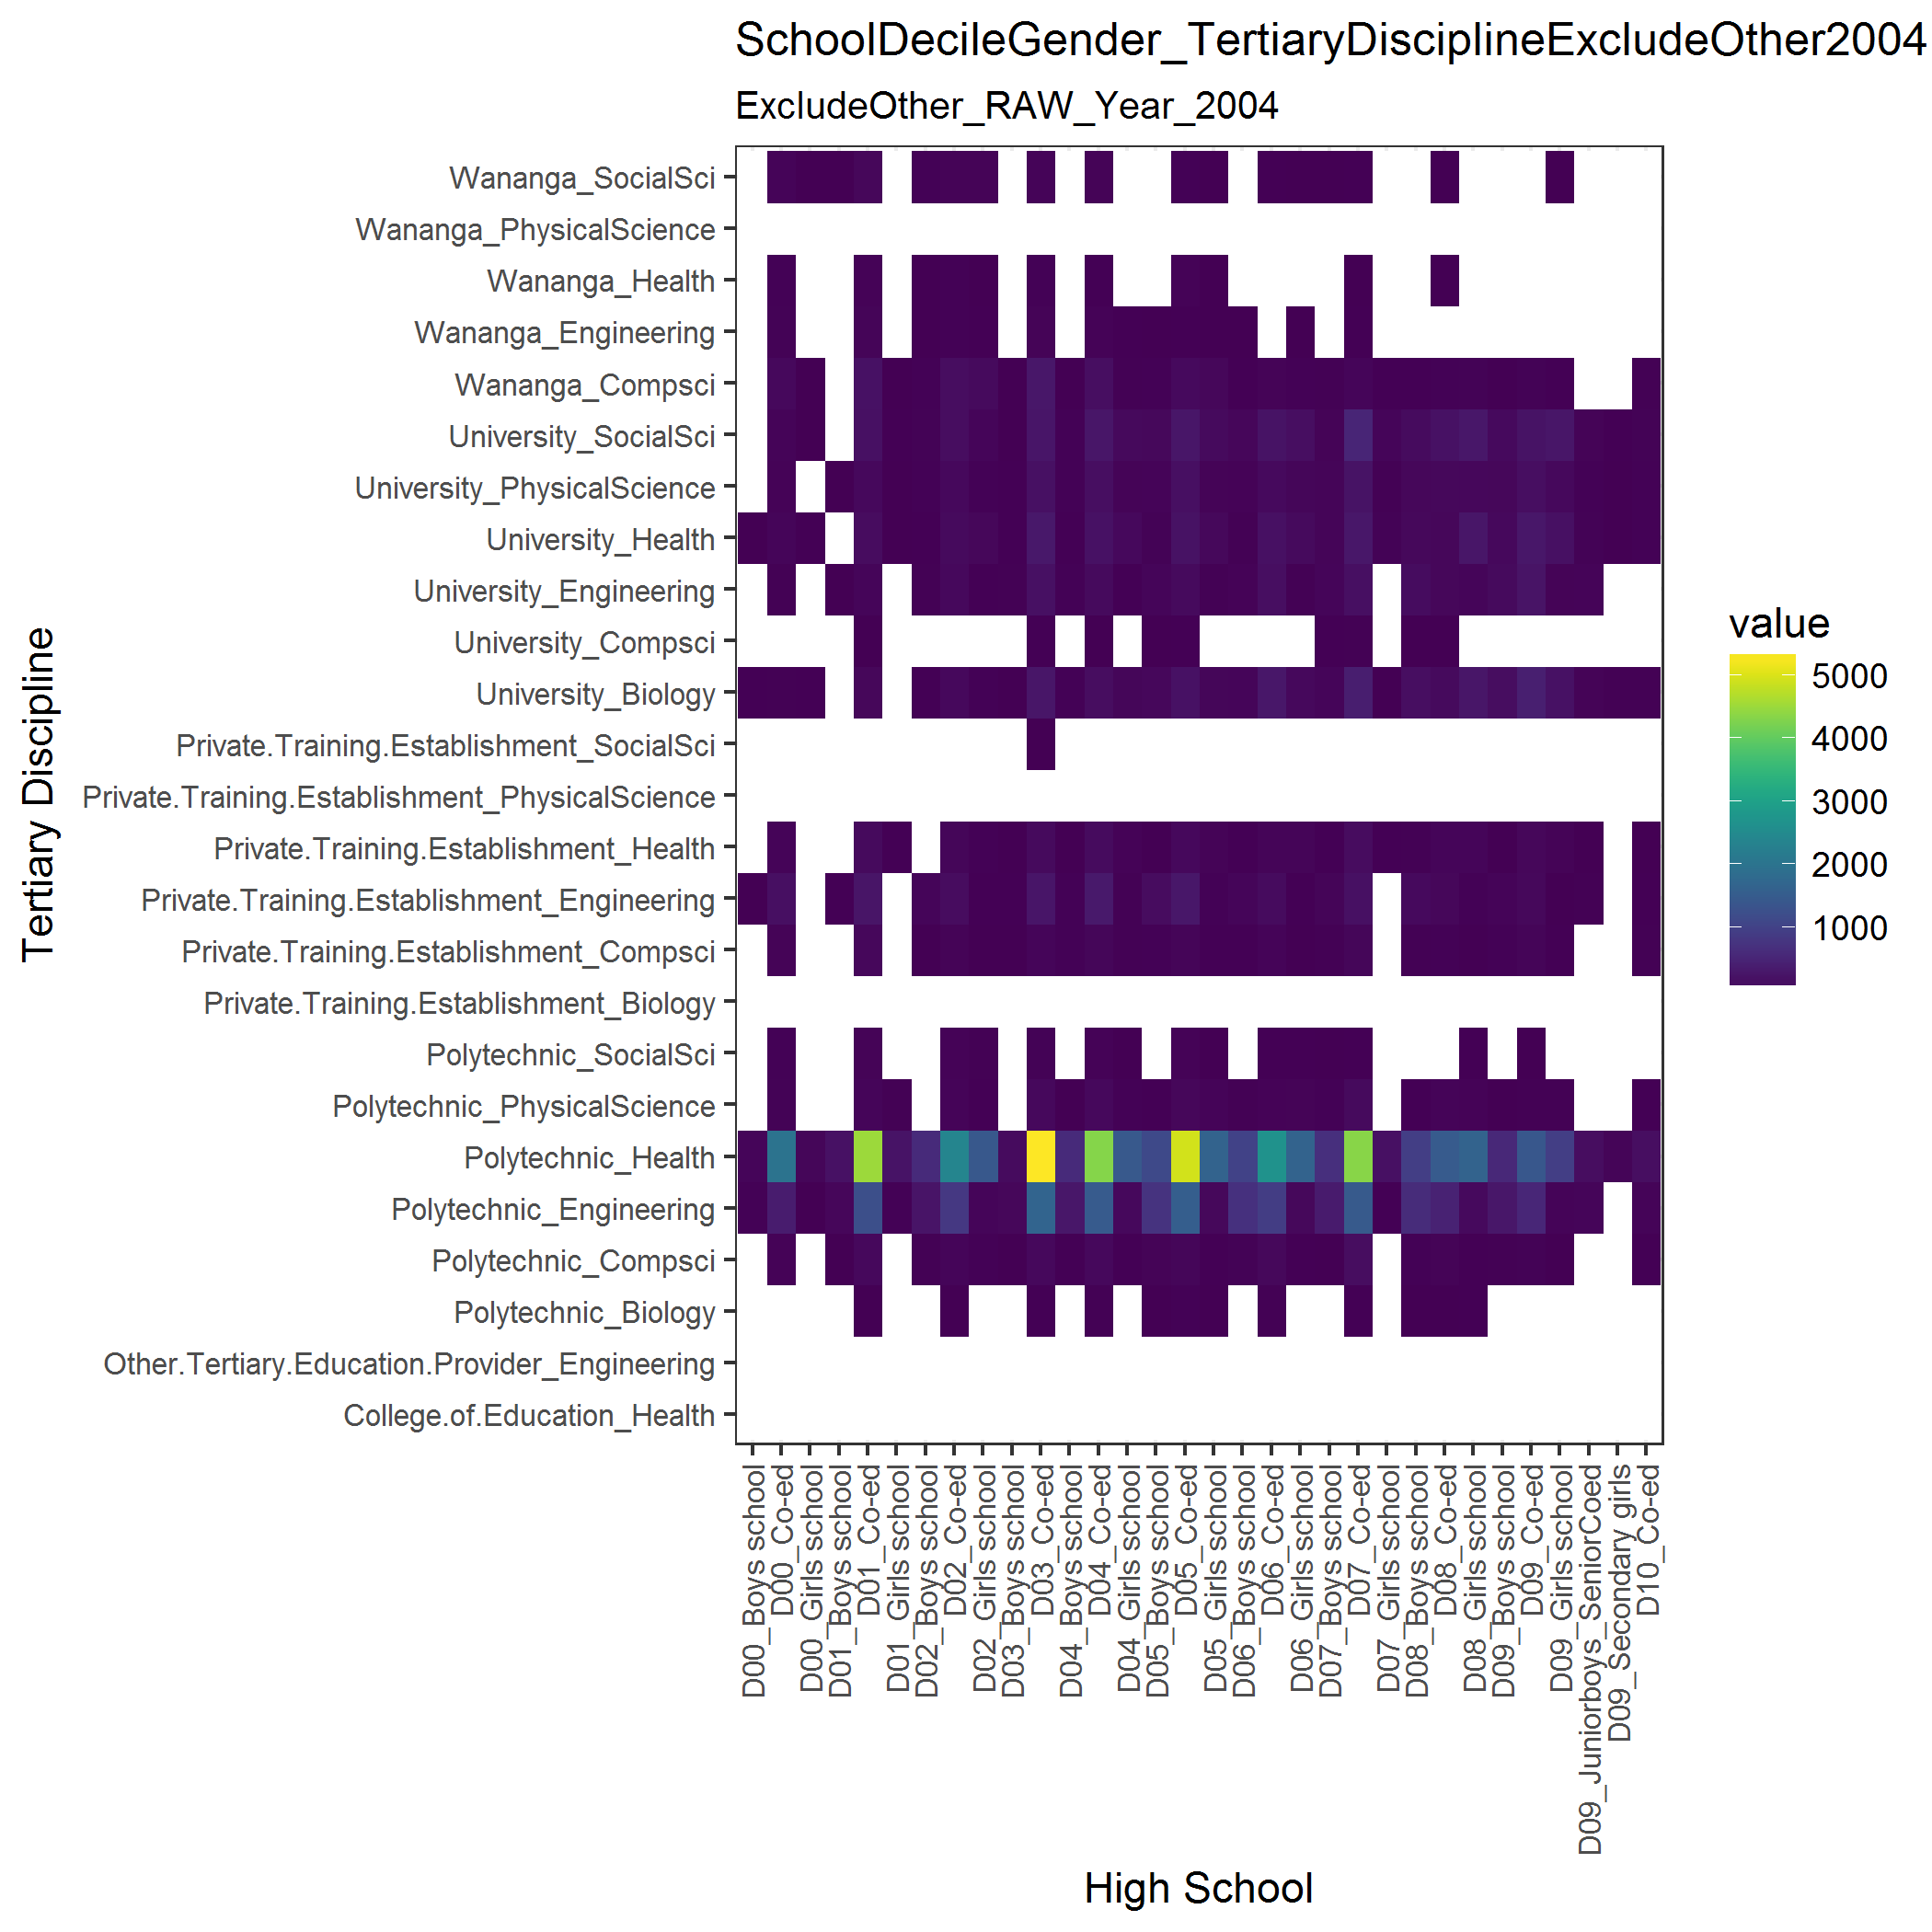 SchoolDecileGender_TertiaryDisciplineExcludeOther2004
ExcludeOther_RAW_Year_2004
Tertiary Discipline
Wananga_SocialSci
Wananga_PhysicalScience
Wananga_Health
Wananga_Engineering
Wananga_Compsci
University_SocialSci
University_PhysicalScience
University_Health
University_Engineering
University_Compsci
University_Biology
Private.Training.Establishment_SocialSci
Private.Training.Establishment_PhysicalScience
Private.Training.Establishment_Health
Private.Training.Establishment_Engineering
Private.Training.Establishment_Compsci
Private.Training.Establishment_Biology
Polytechnic_SocialSci
Polytechnic_PhysicalScience
Polytechnic_Health
Polytechnic_Engineering
Polytechnic_Compsci
Polytechnic_Biology
Other.Tertiary.Education.Provider_Engineering
College.of.Education_Health
D00_Boys school
D00_Co-ed
D00_Girls school
D01_Boys school
D01_Co-ed
D01_Girls school
D02_Boys school
D02_Co-ed
D02_Girls school
D03_Boys school
D03_Co-ed
D04_Boys school
D04_Co-ed
D04_Girls school
D05_Boys school
D05_Co-ed
D05_Girls school
D06_Boys school
D06_Co-ed
D06_Girls school
D07_Boys school
D07_Co-ed
D07_Girls school
D08_Boys school
D08_Co-ed
D08_Girls school
D09_Boys school
D09_Co-ed
D09_Girls school
D09_Juniorboys_SeniorCoed
D09_Secondary girls
D10_Co-ed
High School
value
5000
4000
3000
2000
1000